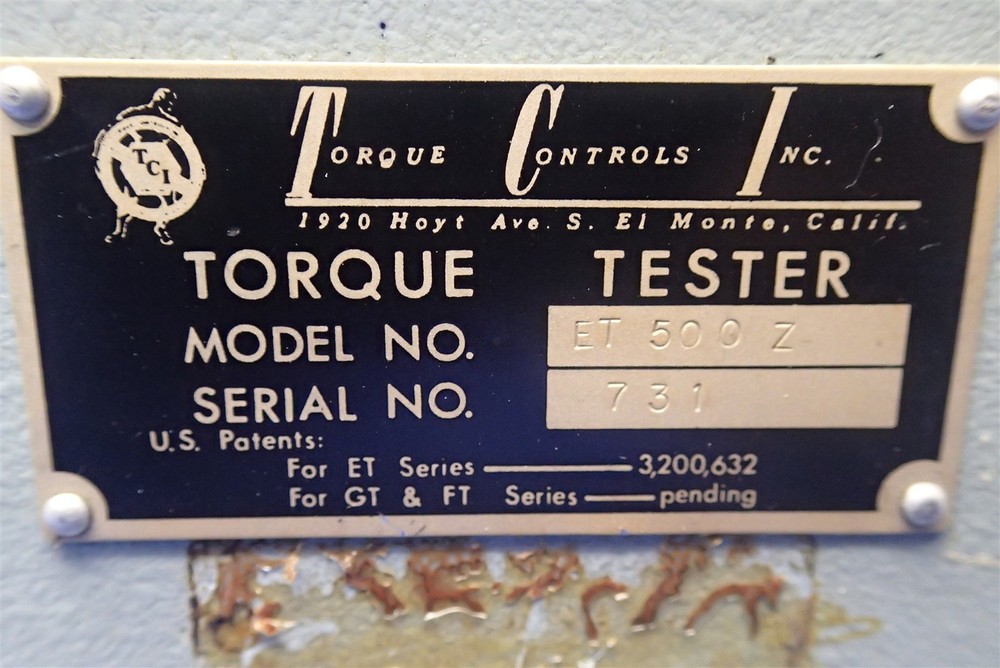 TCI
TORQUE CONTROLS INC.
1920 Hoyt Ave. S. El Monte, Calif.
TORQUE TESTER
MODEL NO. ET 500 Z
SERIAL NO. 731
U.S. Patents:
For ET Series 3,200,632
For GT & FT Series pending